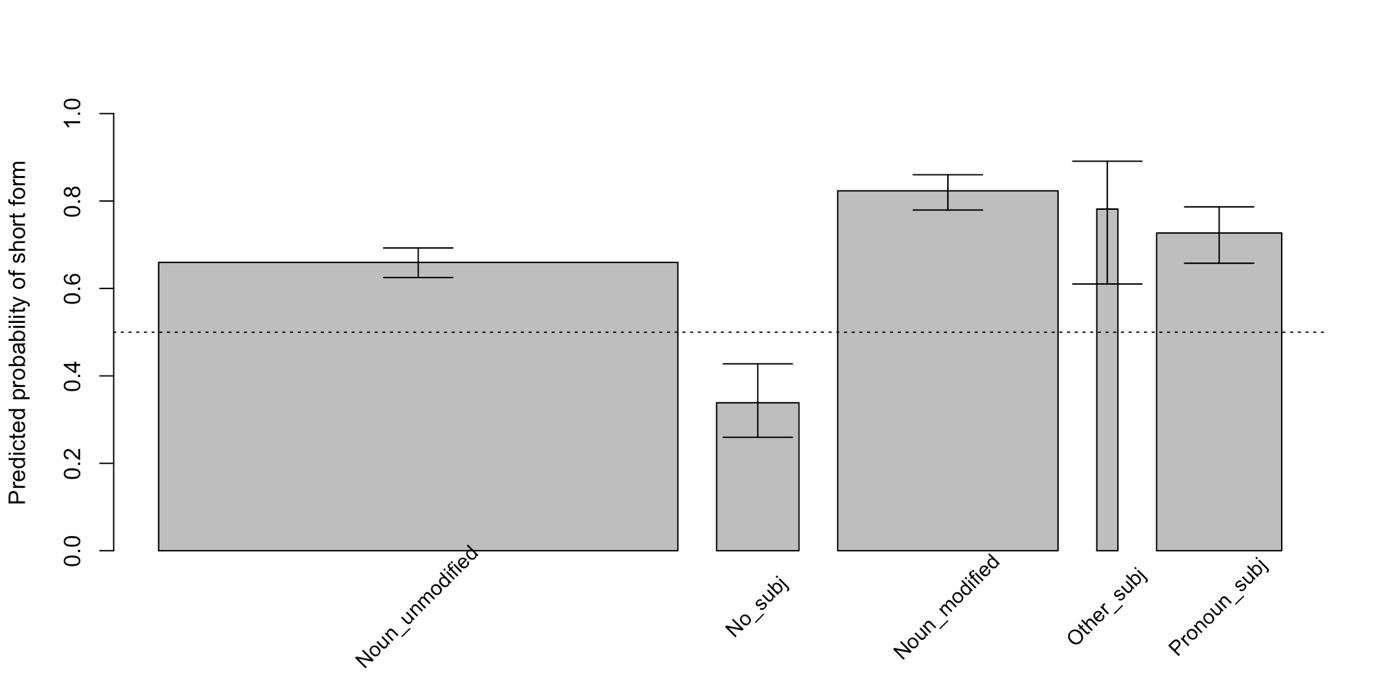 Predicted probability of short form
1.0
0.8
0.6
0.4
0.2
0.0
Noun_unmodified
No_subj
Noun_modified
Other_subj
Pronoun_subj